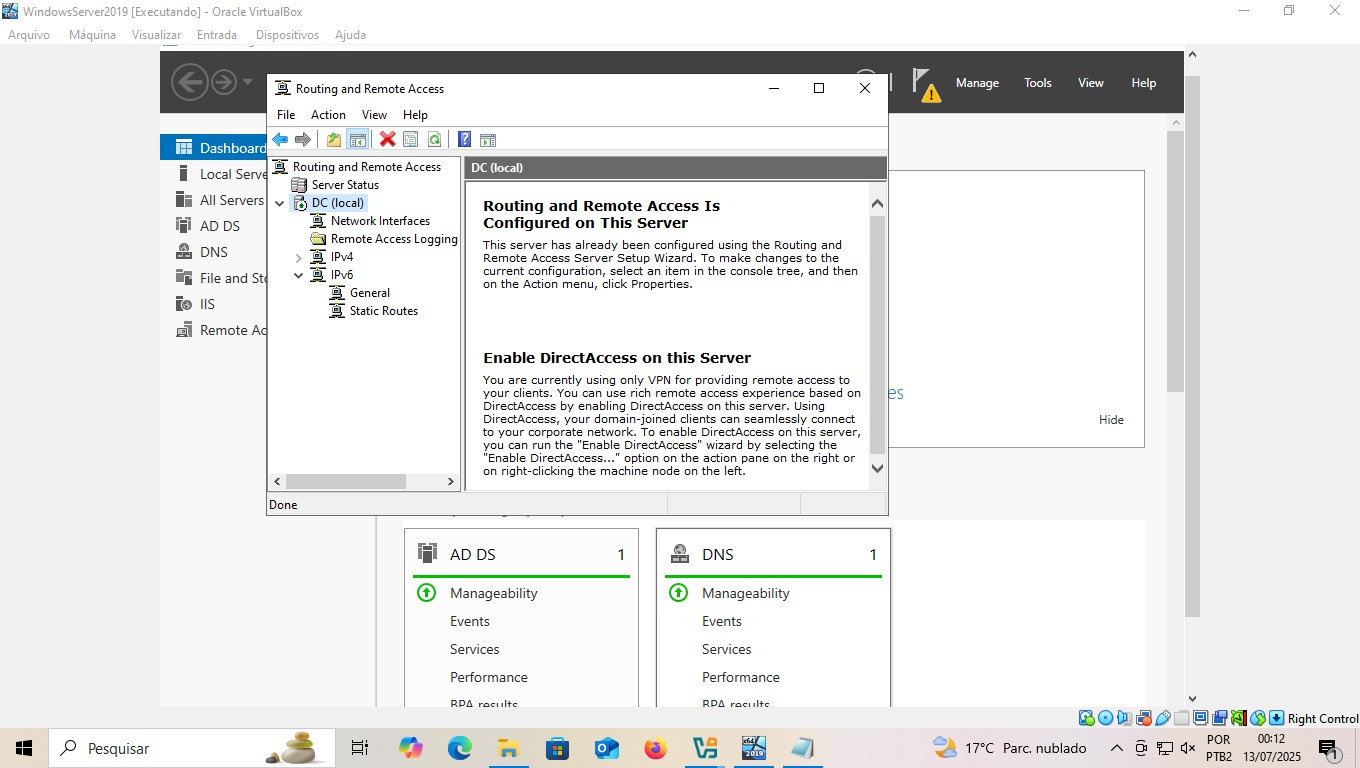 WindowsServer2019 [Executando] - Oracle VirtualBox
Arquivo Máquina Visualizar Entrada Dispositivos Ajuda
Manage Tools View Help
Dashboard
Local Serve
All Servers
AD DS
DNS
File and Sto
IIS
Remote Ac
Routing and Remote Access
File Action View Help
Routing and Remote Access
Server Status
DC (local)
Network Interfaces
Remote Access Logging
IPv4
IPv6
General
Static Routes
DC (local)
Routing and Remote Access Is
Configured on This Server
This server has already been configured using the Routing and
Remote Access Server Setup Wizard. To make changes to the
current configuration, select an item in the console tree, and then
on the Action menu, click Properties.
Enable DirectAccess on this Server
You are currently using only VPN for providing remote access to
your clients. You can use rich remote access experience based on
DirectAccess by enabling DirectAccess on this server. Using
DirectAccess, your domain-joined clients can seamlessly connect
to your corporate network. To enable DirectAccess on this server,
you can run the "Enable DirectAccess" wizard by selecting the
"Enable DirectAccess..." option on the action pane on the right or
on right-clicking the machine node on the left.
Done
es
Hide
AD DS 1
Manageability
Events
Services
Performance
BPA results
DNS 1
Manageability
Events
Services
Performance
BPA results
Right Control
Pesquisar
x64
2019
17°C Parc. nublado
POR
PTB2
00:12
13/07/2025
1